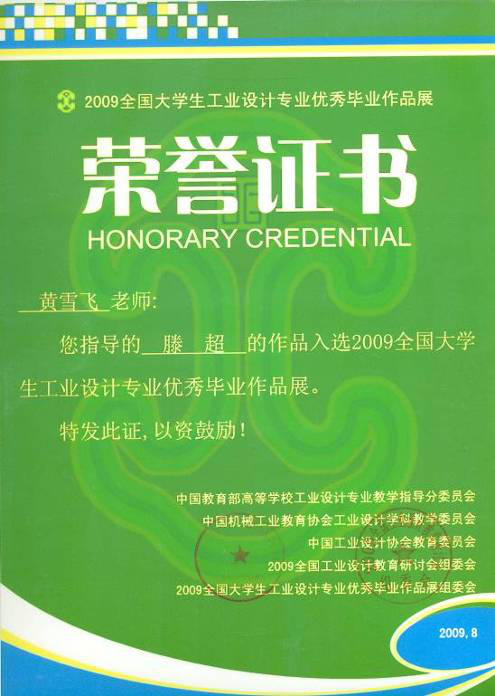 2009全国大学生工业设计专业优秀毕业作品展
荣誉证书
HONORARY CREDENTIAL
黄雪飞 老师:
您指导的 滕 超 的作品入选2009全国大学
生工业设计专业优秀毕业作品展。
特发此证,以资鼓励！
中国教育部高等学校工业设计专业教学指导分委员会
中国机械工业教育协会工业设计学科教学委员会
中国工业设计协会教育委员会
2009全国工业设计教育研讨会组委会
2009全国大学生工业设计专业优秀毕业作品展组委会
2009,8